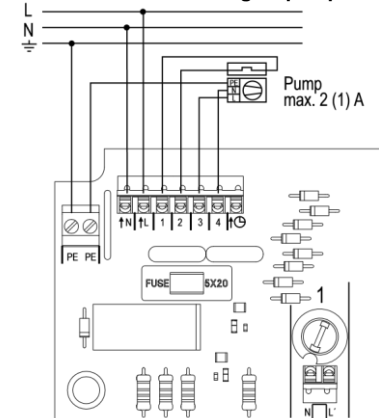 L
N
PE
N
L
Pump
max. 2 (1) A
↑N ↑L 1 2 3 4 ↑
PE PE
FUSE 5X20
1
N L'